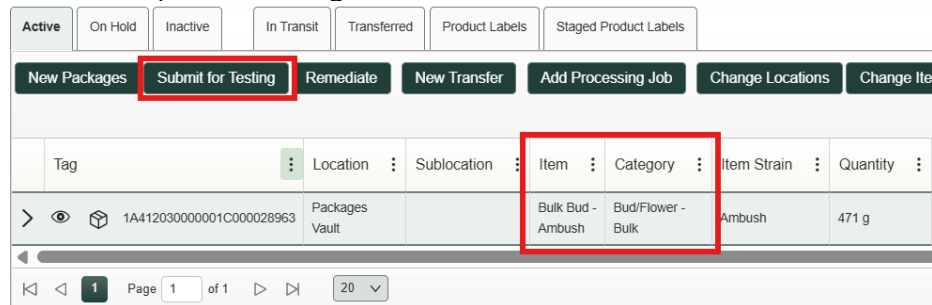 Active On Hold Inactive In Transit Transferred Product Labels Staged Product Labels
New Packages Submit for Testing Remediate New Transfer Add Processing Job Change Locations Change Ite
Tag Location Sublocation Item Category Item Strain Quantity
1A412030000001C000028963 Packages Vault Bulk Bud - Ambush Bud/Flower - Bulk Ambush 471 g
1 Page 1 of 1 20